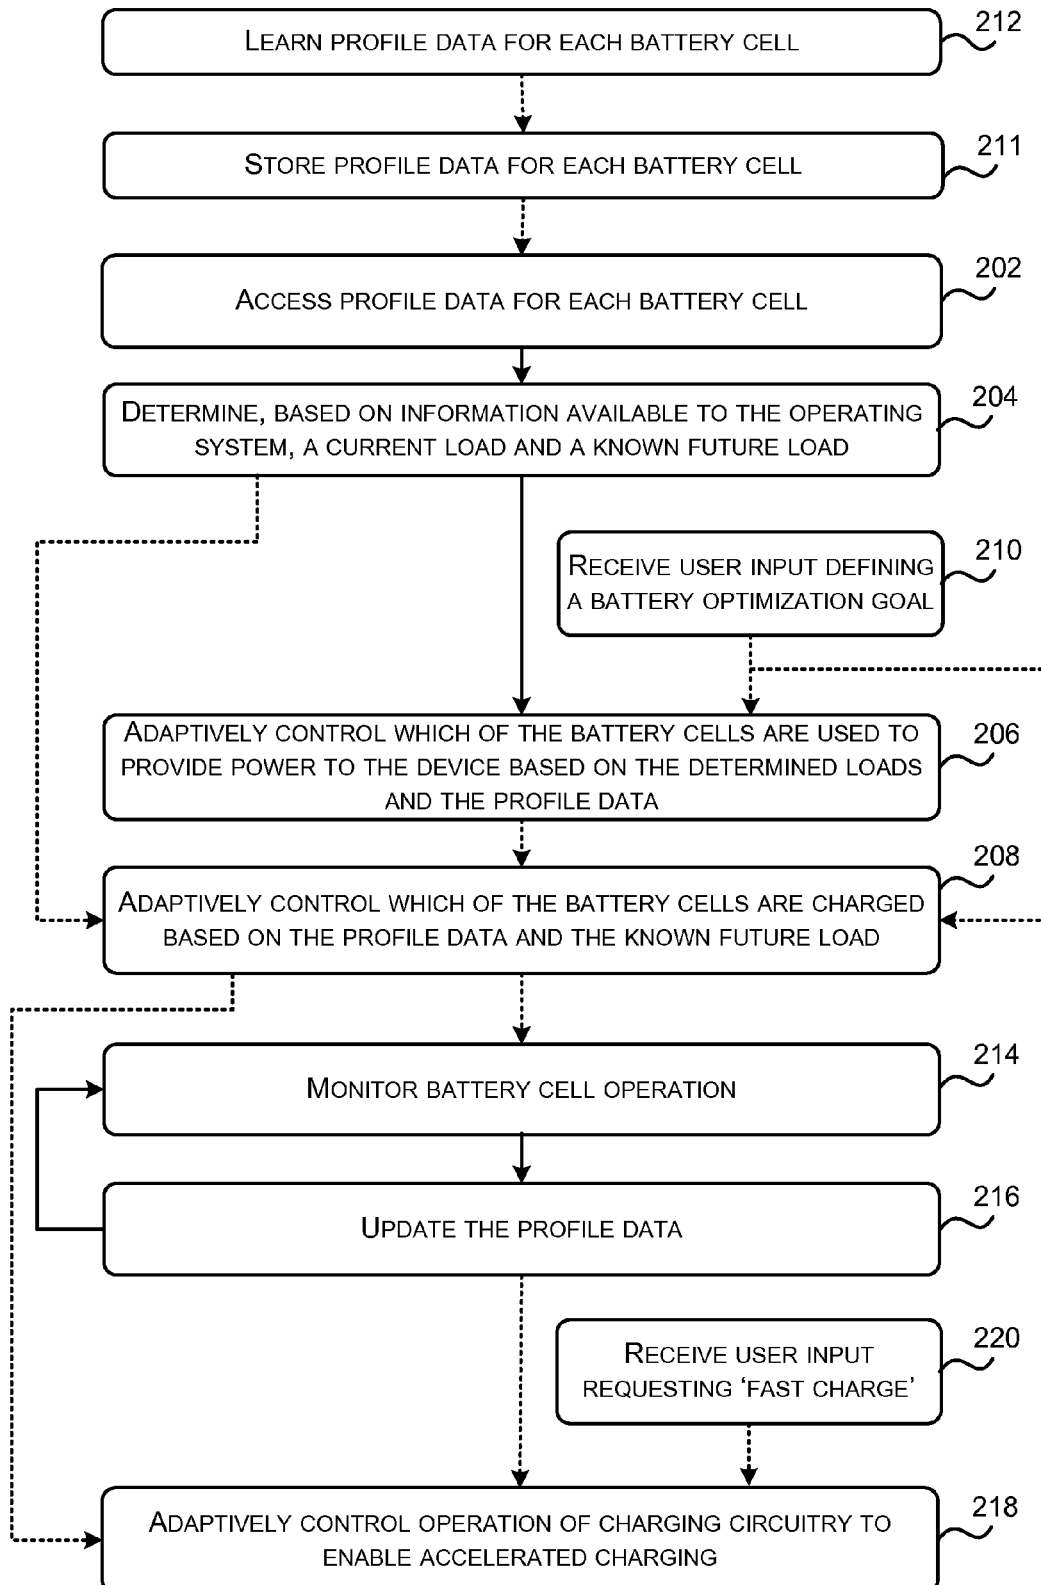 LEARN PROFILE DATA FOR EACH BATTERY CELL
212
STORE PROFILE DATA FOR EACH BATTERY CELL
211
ACCESS PROFILE DATA FOR EACH BATTERY CELL
202
DETERMINE, BASED ON INFORMATION AVAILABLE TO THE OPERATING
SYSTEM, A CURRENT LOAD AND A KNOWN FUTURE LOAD
204
RECEIVE USER INPUT DEFINING
A BATTERY OPTIMIZATION GOAL
210
ADAPTIVELY CONTROL WHICH OF THE BATTERY CELLS ARE USED TO
PROVIDE POWER TO THE DEVICE BASED ON THE DETERMINED LOADS
AND THE PROFILE DATA
206
ADAPTIVELY CONTROL WHICH OF THE BATTERY CELLS ARE CHARGED
BASED ON THE PROFILE DATA AND THE KNOWN FUTURE LOAD
208
MONITOR BATTERY CELL OPERATION
214
UPDATE THE PROFILE DATA
216
RECEIVE USER INPUT
REQUESTING ‘FAST CHARGE’
220
ADAPTIVELY CONTROL OPERATION OF CHARGING CIRCUITRY TO
ENABLE ACCELERATED CHARGING
218